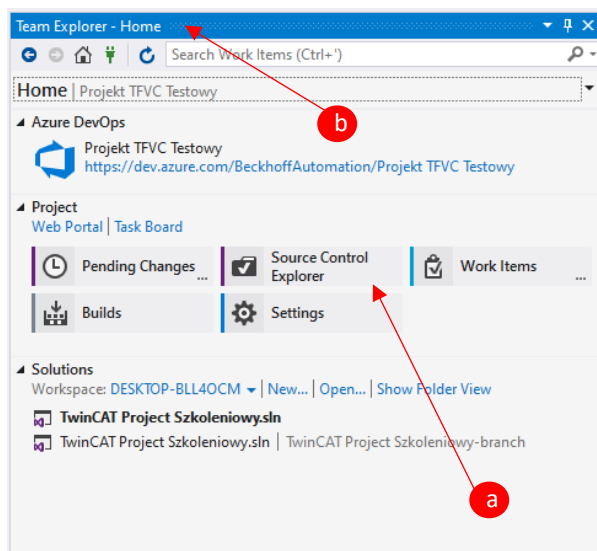 Team Explorer - Home
Search Work Items (Ctrl+')
Home | Projekt TFVC Testowy
b
Azure DevOps
Projekt TFVC Testowy
https://dev.azure.com/BeckhoffAutomation/Projekt TFVC Testowy
Project
Web Portal | Task Board
Pending Changes ...
Source Control
Explorer
Work Items ...
Builds
Settings
Solutions
Workspace: DESKTOP-BLL4OCM | New... | Open... | Show Folder View
TwinCAT Project Szkoleniowy.sln
TwinCAT Project Szkoleniowy.sln | TwinCAT Project Szkoleniowy-branch
a